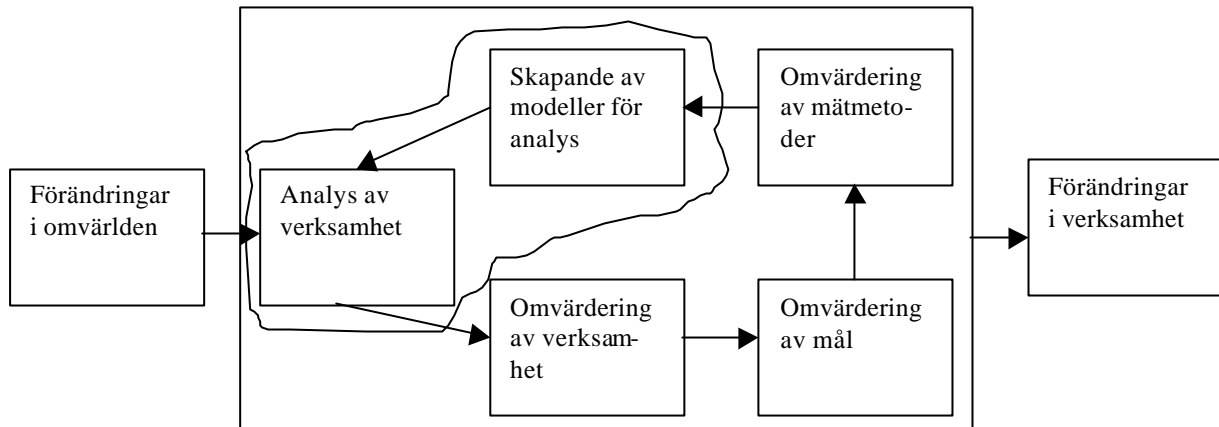 Skapande av
modeller för
analys
Omvärdering
av mätmeto-
der
Förändringar
i omvärlden
Analys av
verksamhet
Förändringar
i verksamhet
Omvärdering
av verksam-
het
Omvärdering
av mål